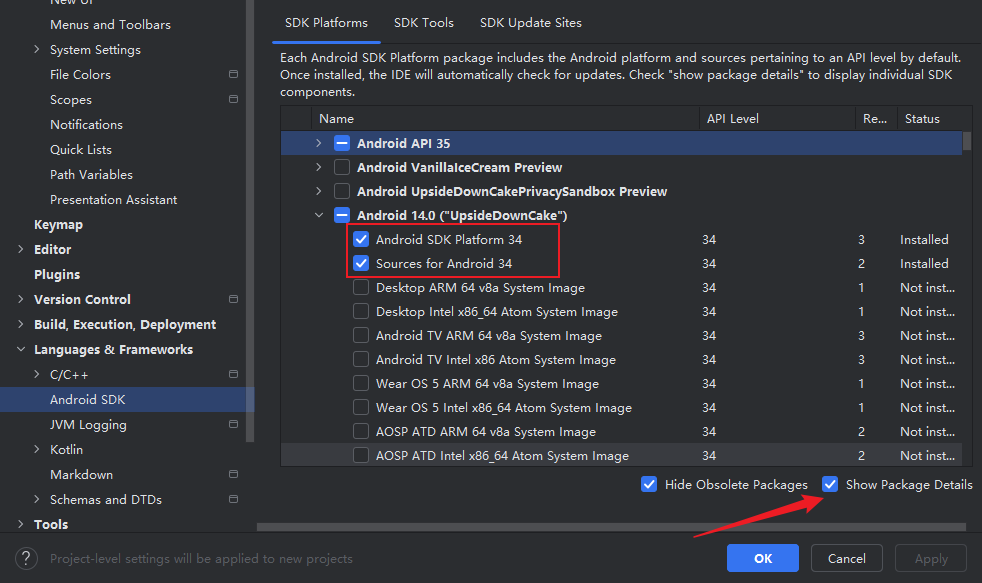 New UI
Menus and Toolbars
System Settings
File Colors
Scopes
Notifications
Quick Lists
Path Variables
Presentation Assistant
Keymap
Editor
Plugins
Version Control
Build, Execution, Deployment
Languages & Frameworks
C/C++
Android SDK
JVM Logging
Kotlin
Markdown
Schemas and DTDs
Tools
SDK Platforms SDK Tools SDK Update Sites
Each Android SDK Platform package includes the Android platform and sources pertaining to an API level by default.
Once installed, the IDE will automatically check for updates. Check "show package details" to display individual SDK
components.
Name API Level Re... Status
Android API 35
Android VanillaIceCream Preview
Android UpsideDownCakePrivacySandbox Preview
Android 14.0 ("UpsideDownCake")
Android SDK Platform 34 34 3 Installed
Sources for Android 34 34 2 Installed
Desktop ARM 64 v8a System Image 34 1 Not inst...
Desktop Intel x86_64 Atom System Image 34 1 Not inst...
Android TV ARM 64 v8a System Image 34 3 Not inst...
Android TV Intel x86 Atom System Image 34 3 Not inst...
Wear OS 5 ARM 64 v8a System Image 34 1 Not inst...
Wear OS 5 Intel x86_64 Atom System Image 34 1 Not inst...
AOSP ATD ARM 64 v8a System Image 34 2 Not inst...
AOSP ATD Intel x86_64 Atom System Image 34 2 Not inst...
Hide Obsolete Packages Show Package Details
? Project-level settings will be applied to new projects
OK Cancel Apply